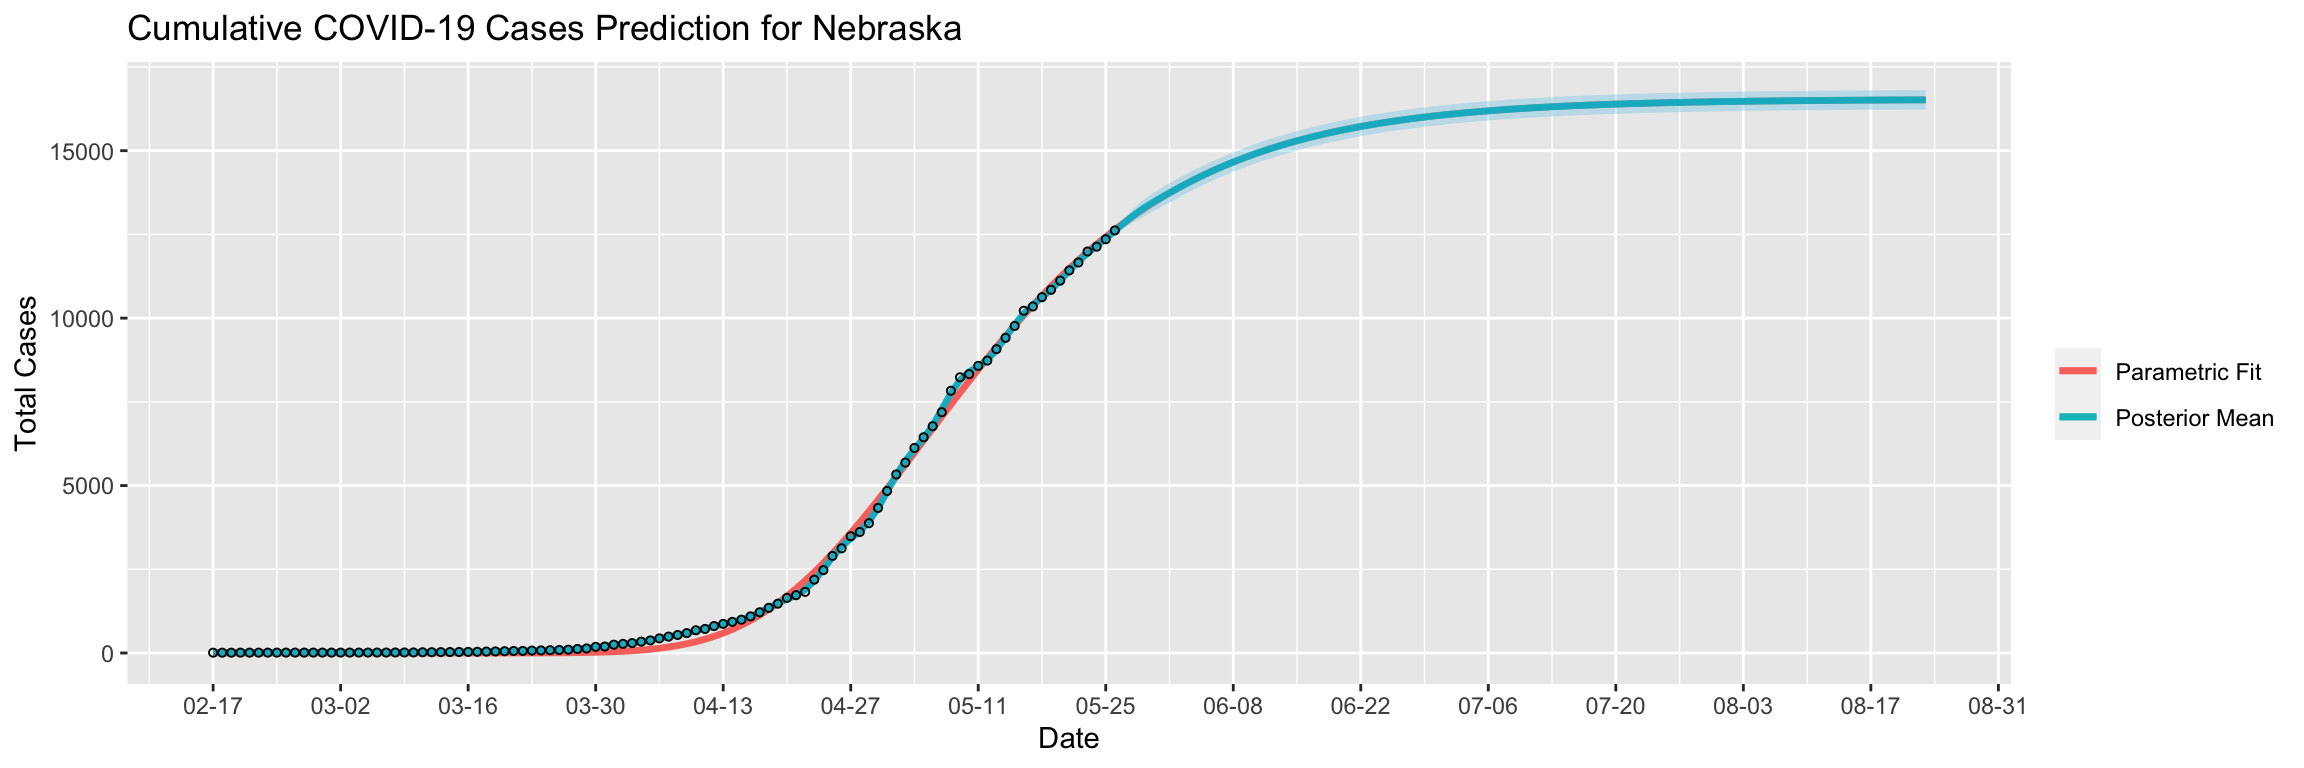 Cumulative COVID-19 Cases Prediction for Nebraska
Total Cases
15000
10000
5000
0
02-17 03-02 03-16 03-30 04-13 04-27 05-11 05-25 06-08 06-22 07-06 07-20 08-03 08-17 08-31
Date
Parametric Fit
Posterior Mean